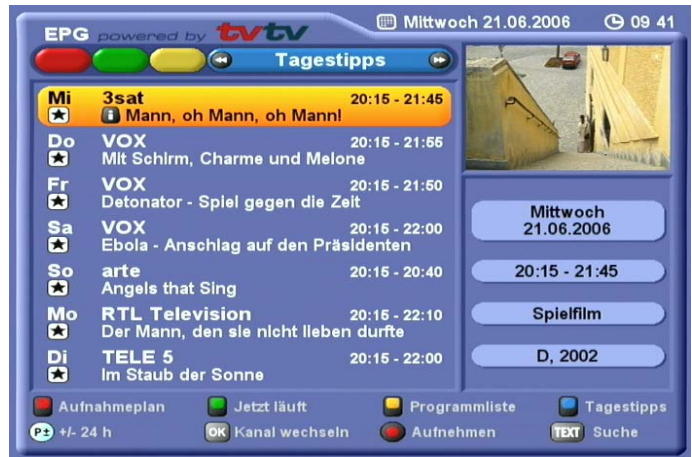 EPG powered by tvtv
Mittwoch 21.06.2006
09 41
Tagestipps
Mi 3sat 20:15 - 21:45
Mann, oh Mann, oh Mann!
Do VOX 20:15 - 21:55
Mit Schirm, Charme und Melone
Fr VOX 20:15 - 21:50
Detonator - Spiel gegen die Zeit
Sa VOX 20:15 - 22:00
Ebola - Anschlag auf den Präsidenten
So arte 20:15 - 20:40
Angels that Sing
Mo RTL Television 20:15 - 22:10
Der Mann, den sie nicht lieben durfte
Di TELE 5 20:15 - 22:00
Im Staub der Sonne
Mittwoch
21.06.2006
20:15 - 21:45
Spielfilm
D, 2002
Aufnahmeplan Jetzt läuft Programmliste Tagestipps
P± +/- 24 h OK Kanal wechseln Aufnehmen TEXT Suche